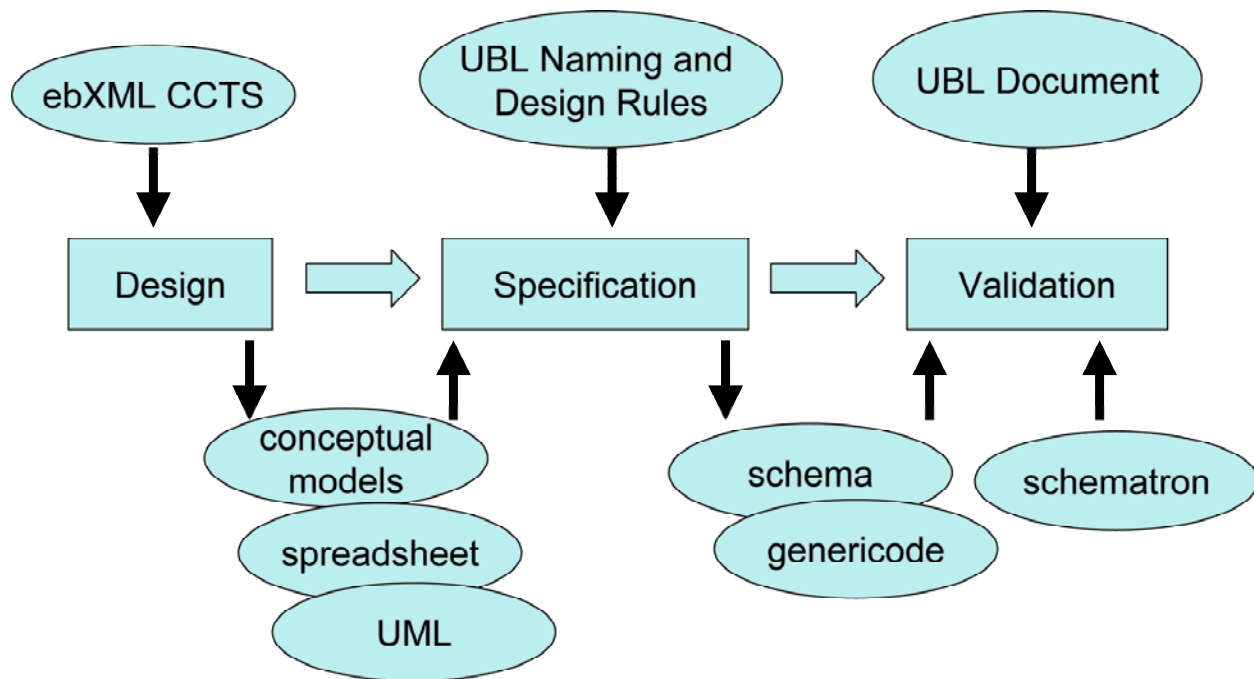 ebXML CCTS
UBL Naming and
Design Rules
UBL Document
Design
Specification
Validation
conceptual
models
spreadsheet
UML
schema
genericode
schematron